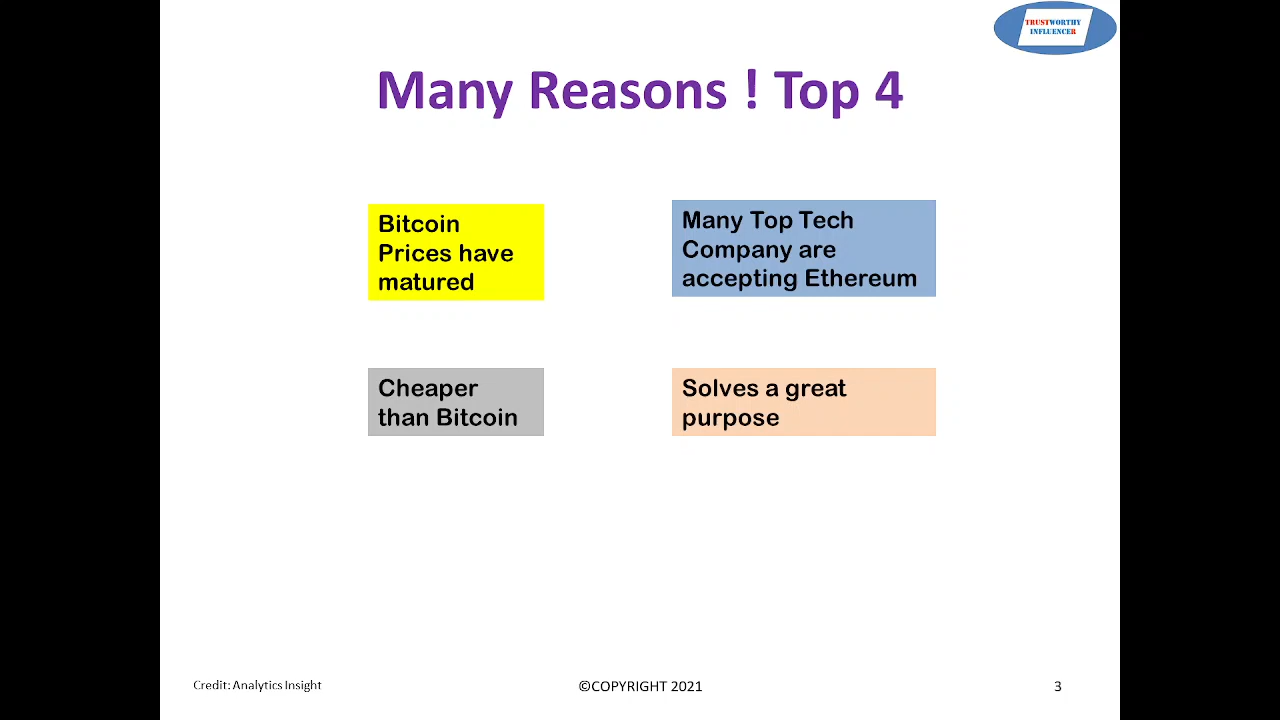 TRUSTWORTHY
INFLUENCER
Many Reasons ! Top 4
Bitcoin
Prices have
matured
Many Top Tech
Company are
accepting Ethereum
Cheaper
than Bitcoin
Solves a great
purpose
Credit: Analytics Insight
©COPYRIGHT 2021
3